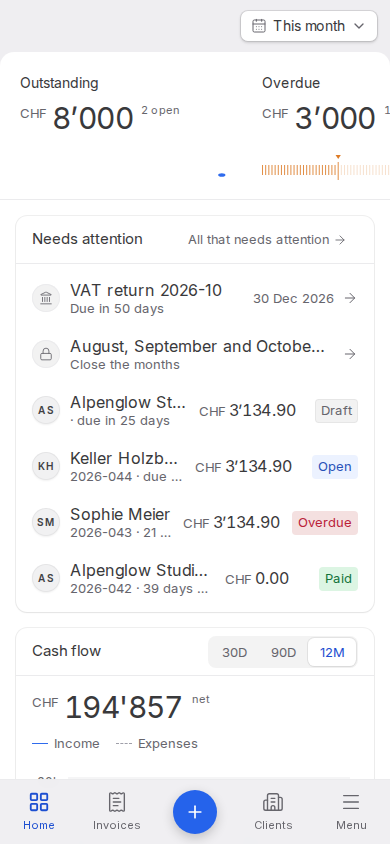 This month
Outstanding
Overdue
CHF 8’000 2 open
CHF 3’000 1
Needs attention
All that needs attention
VAT return 2026-10
30 Dec 2026
Due in 50 days
August, September and Octobe...
Close the months
AS
Alpenglow St...
CHF 3’134.90
Draft
· due in 25 days
KH
Keller Holzb...
CHF 3’134.90
Open
2026-044 · due ...
SM
Sophie Meier
CHF 3’134.90
Overdue
2026-043 · 21 ...
AS
Alpenglow Studi...
CHF 0.00
Paid
2026-042 · 39 days ...
Cash flow
30D 90D 12M
CHF 194'857 net
Income Expenses
Home Invoices Clients Menu